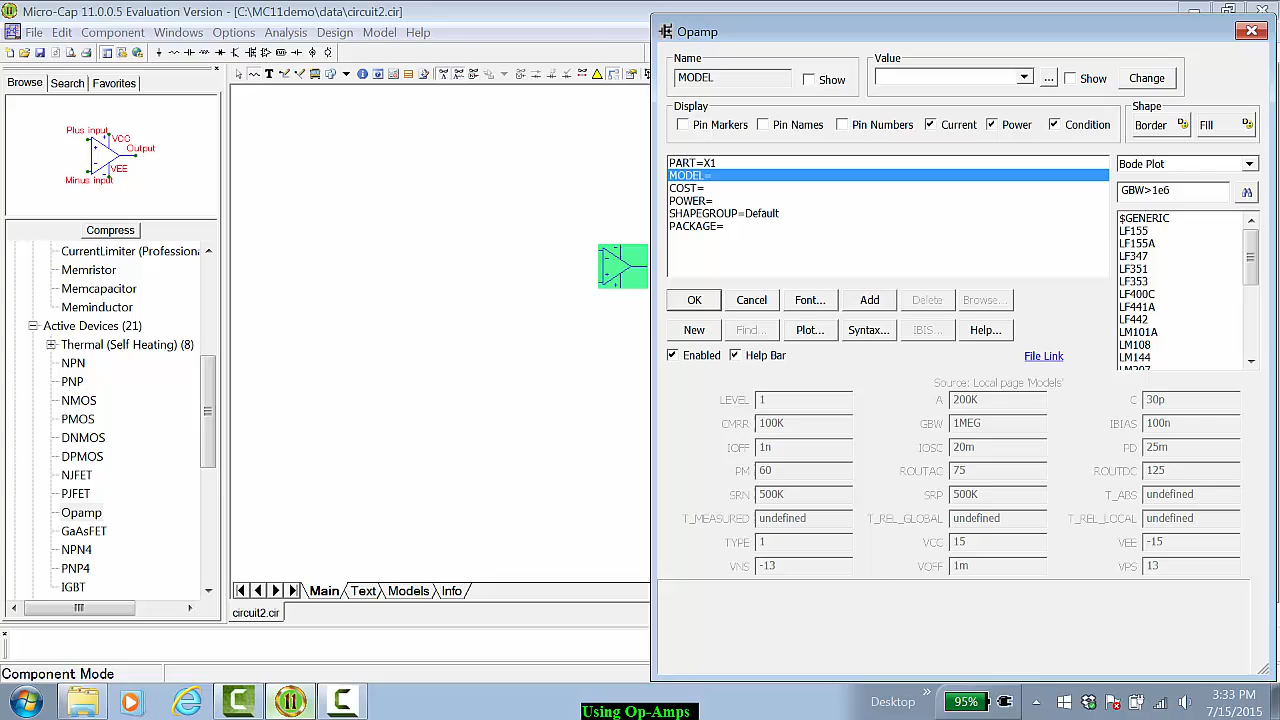 Micro-Cap 11.0.0.5 Evaluation Version - [C:\MC11demo\data\circuit2.cir]
File Edit Component Windows Options Analysis Design Model Help
Browse Search Favorites
Plus input
VCC
Output
VEE
Minus input
Compress
CurrentLimiter (Professiona
Memristor
Memcapacitor
Meminductor
Active Devices (21)
Thermal (Self Heating) (8)
NPN
PNP
NMOS
PMOS
DNMOS
DPMOS
NJFET
PJFET
Opamp
GaAsFET
NPN4
PNP4
IGBT
Main Text Models Info
circuit2.cir
Component Mode
Opamp
Name
MODEL Show
Value
... Show Change
Display
Pin Markers Pin Names Pin Numbers Current Power Condition
Shape
Border Fill
PART=X1
MODEL=
COST=
POWER=
SHAPEGROUP=Default
PACKAGE=
Bode Plot
GBW>1e6
$GENERIC
LF155
LF155A
LF347
LF351
LF353
LF400C
LF441A
LF442
LM101A
LM108
LM144
LM207
OK Cancel Font... Add Delete Browse...
New Find... Plot... Syntax... IBIS... Help...
Enabled Help Bar File Link
Source: Local page 'Models'
LEVEL 1 A 200K C 30p
CMRR 100K GBW 1MEG IBIAS 100n
IOFF 1n IOSC 20m PD 25m
PM 60 ROUTAC 75 ROUTDC 125
SRN 500K SRP 500K T_ABS undefined
T_MEASURED undefined T_REL_GLOBAL undefined T_REL_LOCAL undefined
TYPE 1 VCC 15 VEE -15
VNS -13 VOFF 1m VPS 13
Using Op-Amps
Desktop
95%
3:33 PM
7/15/2015